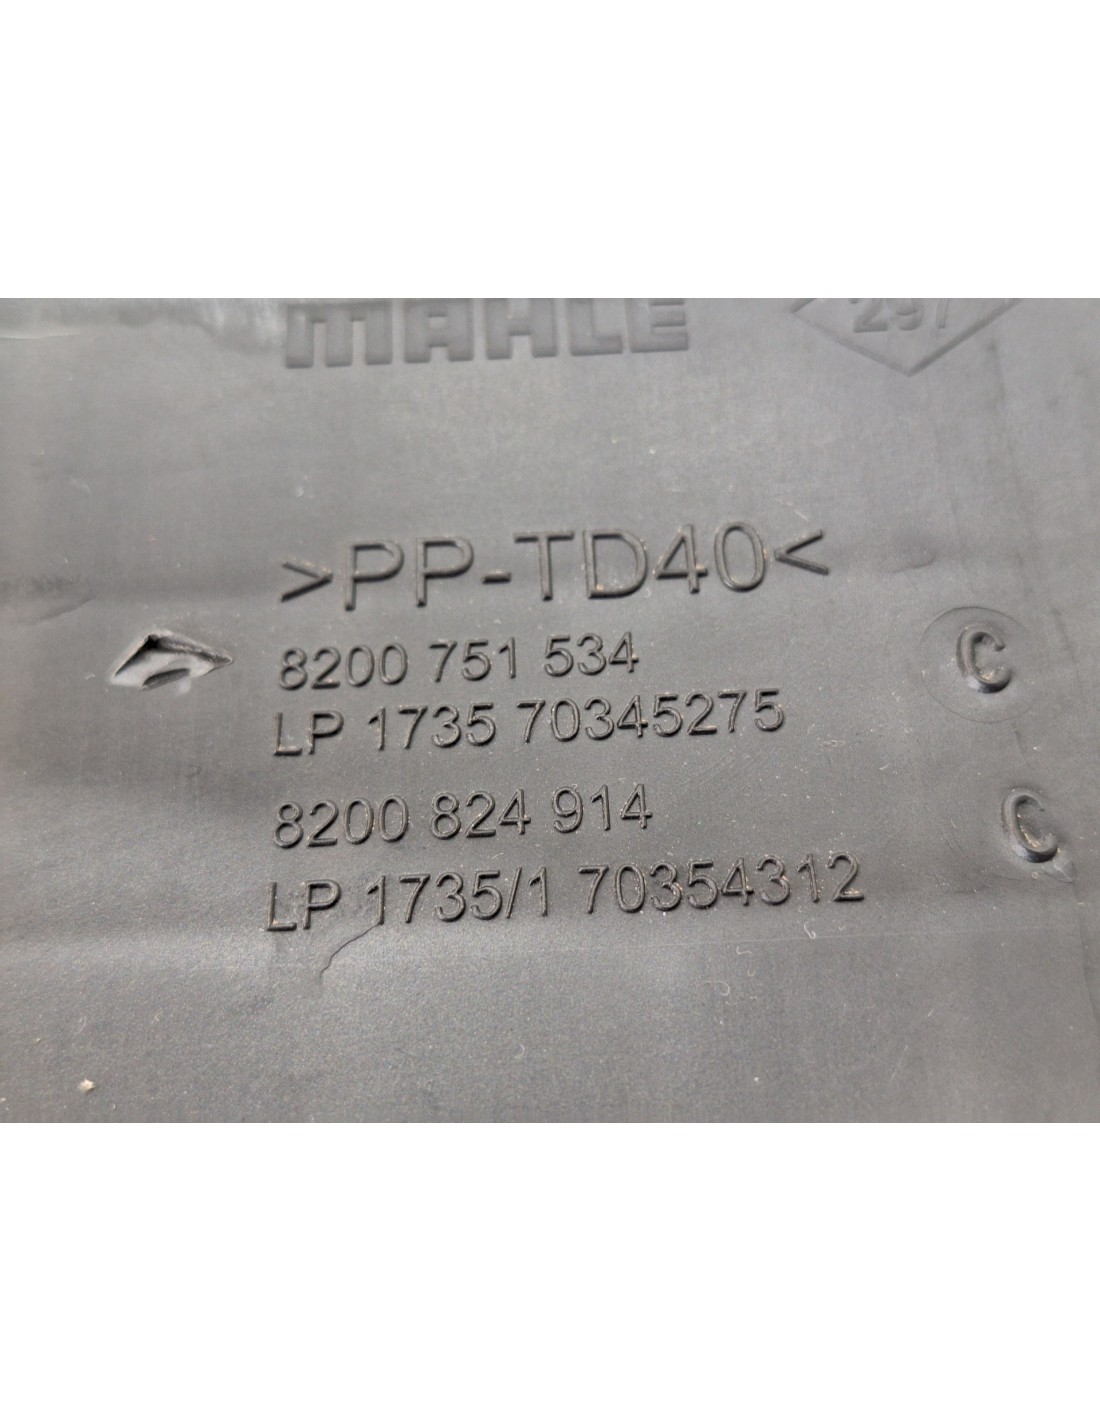 MAHLE
>PP-TD40<
8200 751 534 C
LP 1735 70345275
8200 824 914 C
LP 1735/1 70354312